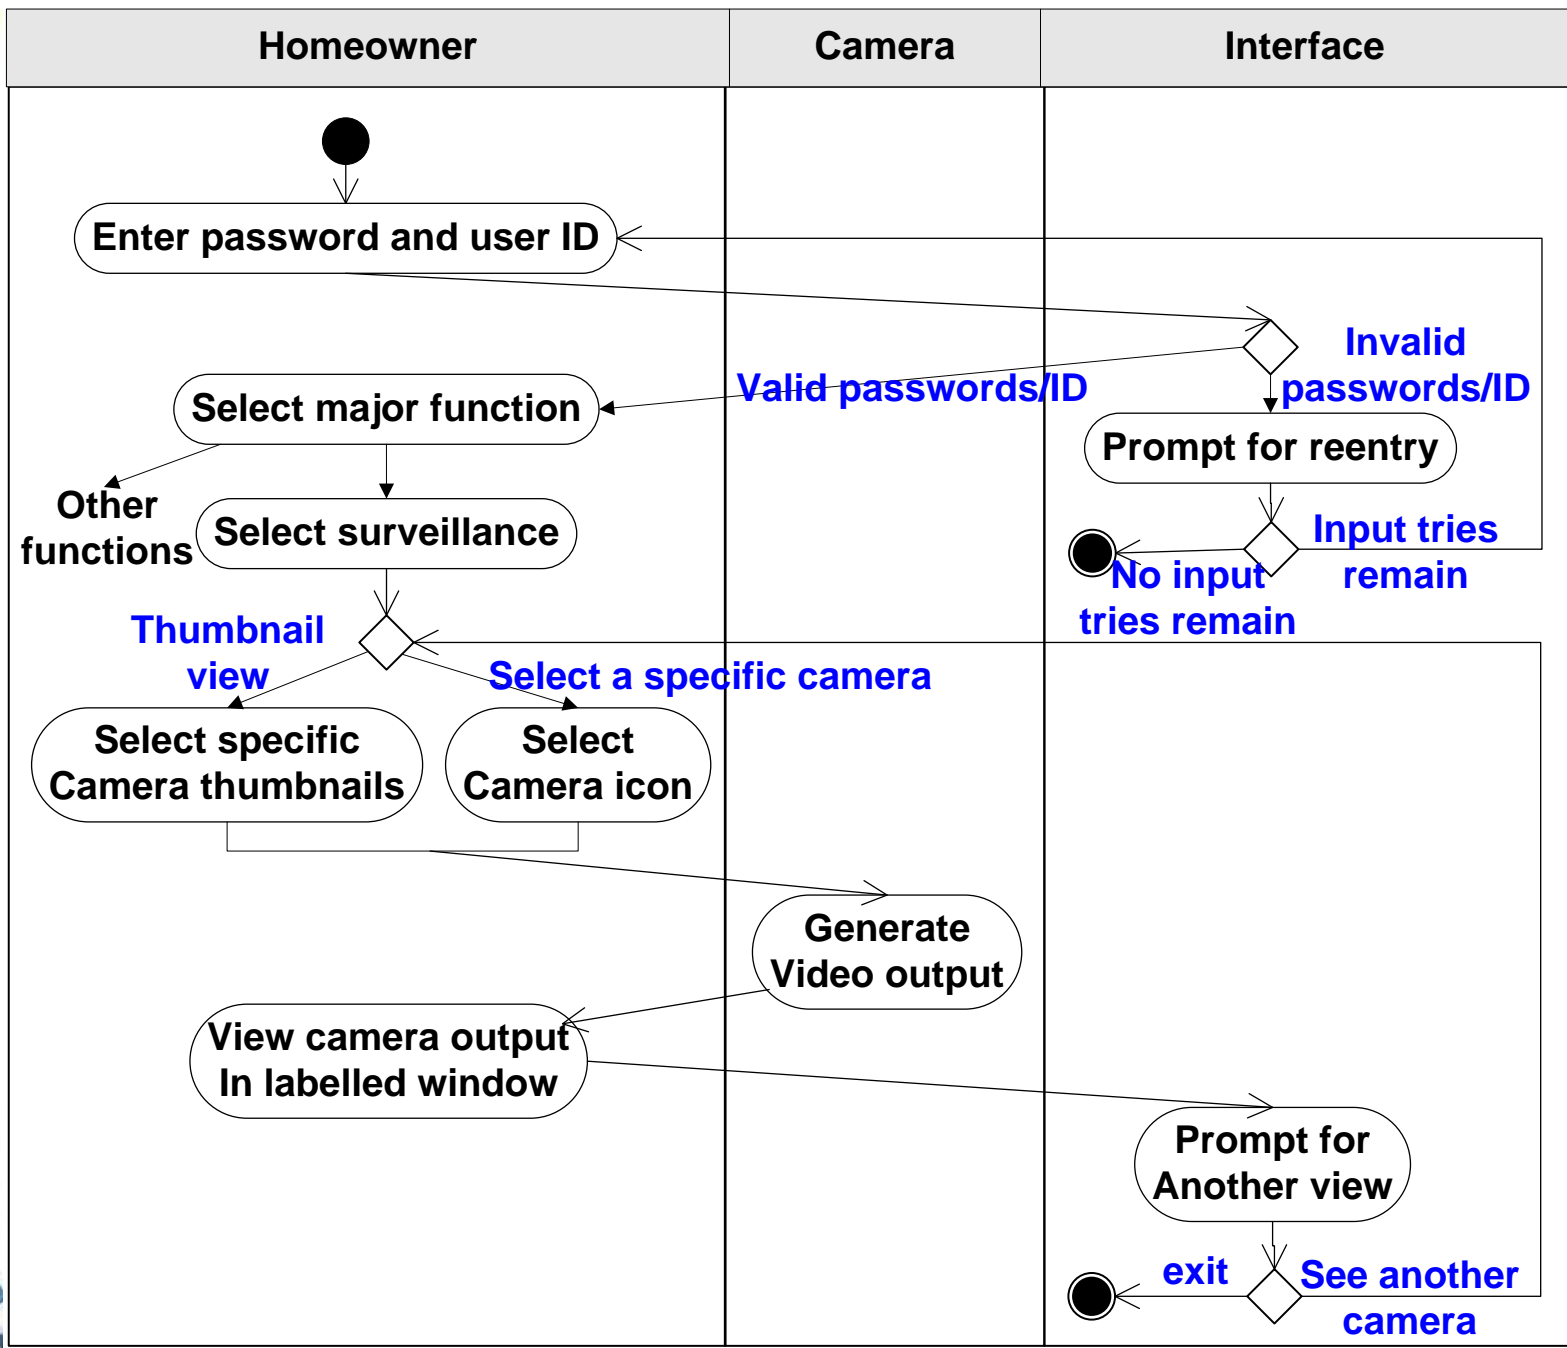 Homeowner
Camera
Interface
Enter password and user ID
Invalid
passwords/ID
Valid passwords/ID
Select major function
Prompt for reentry
Other
functions
Select surveillance
Input tries
remain
No input
tries remain
Thumbnail
view
Select a specific camera
Select specific
Camera thumbnails
Select
Camera icon
Generate
Video output
View camera output
In labelled window
Prompt for
Another view
exit
See another
camera